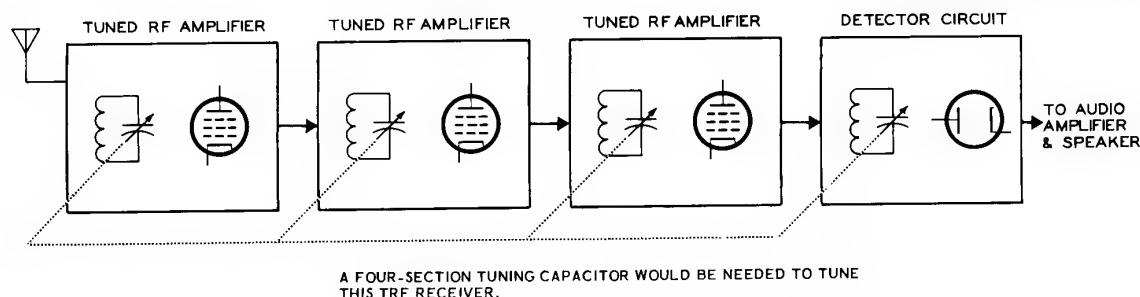 TUNED RF AMPLIFIER
TUNED RF AMPLIFIER
TUNED RF AMPLIFIER
DETECTOR CIRCUIT
TO AUDIO
AMPLIFIER
& SPEAKER
A FOUR-SECTION TUNING CAPACITOR WOULD BE NEEDED TO TUNE
THIS TRF RECEIVER.